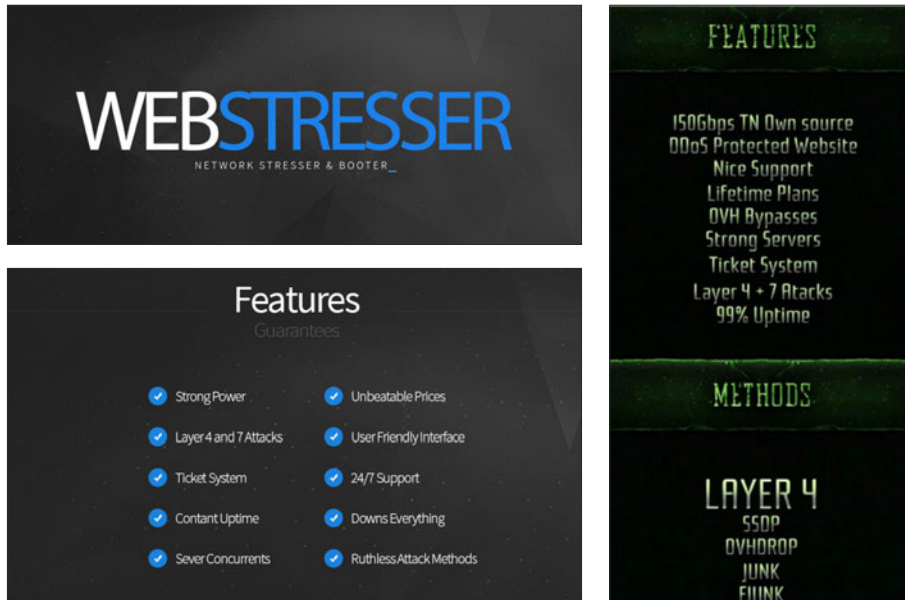 WEBSTRESSER
NETWORK STRESSER & BOOTER_
Features
Guarantees
Strong Power
Unbeatable Prices
Layer 4 and 7 Attacks
User Friendly Interface
Ticket System
24/7 Support
Contant Uptime
Downs Everything
Sever Concurrents
Ruthless Attack Methods
FEATURES
150Gbps TN Own source
DDoS Protected Website
Nice Support
Lifetime Plans
OVH Bypasses
Strong Servers
Ticket System
Layer 4 + 7 Atacks
99% Uptime
METHODS
LAYER 4
SSDP
OVHDROP
JUNK